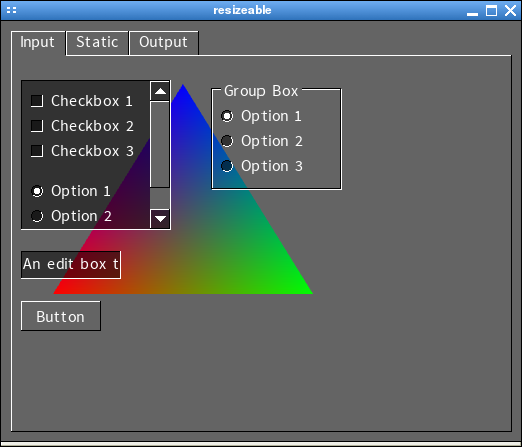 resizeable
Input Static Output
Checkbox 1
Checkbox 2
Checkbox 3
Option 1
Option 2
Group Box
Option 1
Option 2
Option 3
An edit box t
Button